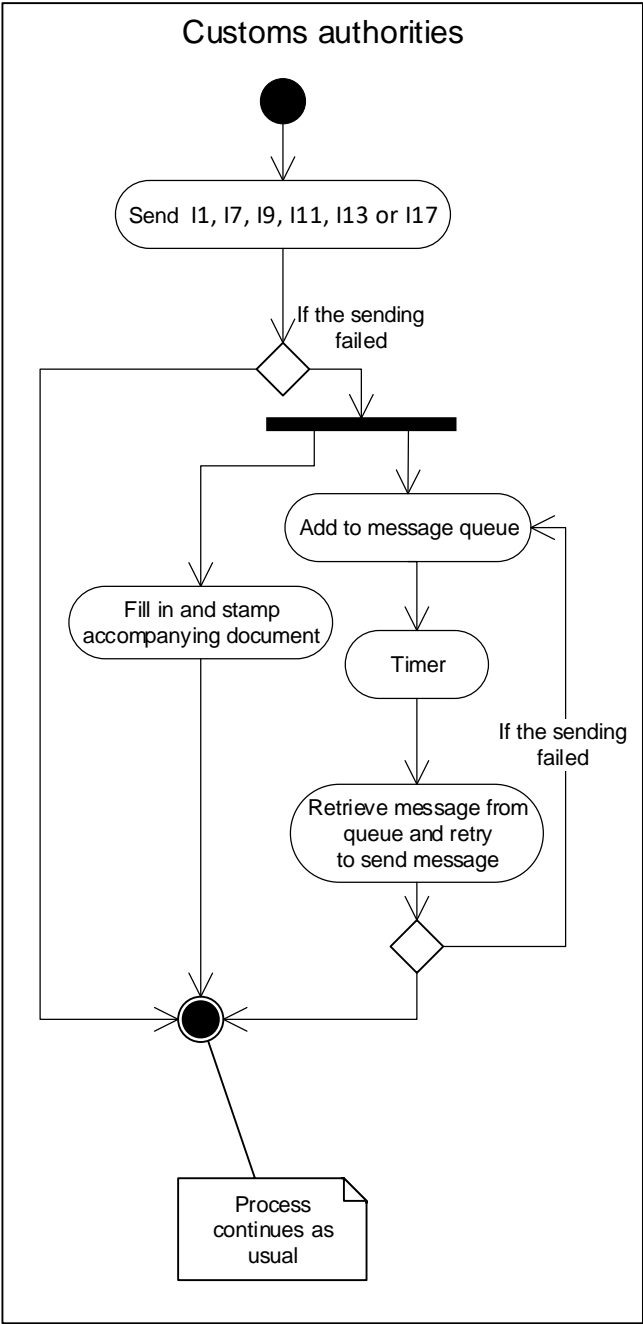 Customs authorities
Send I1, I7, I9, I11, I13 or I17
If the sending
failed
Add to message queue
Fill in and stamp
accompanying document
Timer
If the sending
failed
Retrieve message from
queue and retry
to send message
Process
continues as
usual